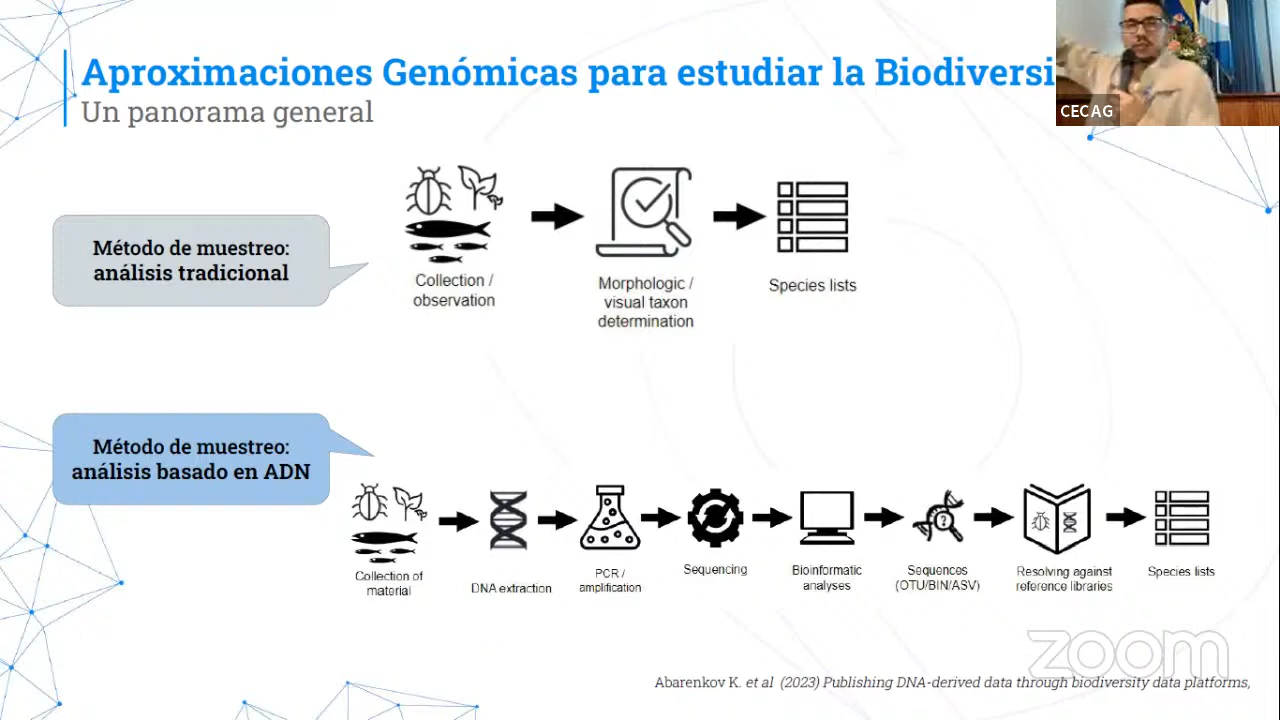 Aproximaciones Genómicas para estudiar la Biodiversi
Un panorama general
CECAG
Método de muestreo:
análisis tradicional
Collection /
observation
Morphologic /
visual taxon
determination
Species lists
Método de muestreo:
análisis basado en ADN
Collection of
material
DNA extraction
PCR /
amplification
Sequencing
Bioinformatic
analyses
Sequences
(OTU/BIN/ASV)
Resolving against
reference libraries
Species lists
zoom
Abarenkov K. et al (2023) Publishing DNA-derived data through biodiversity data platforms,